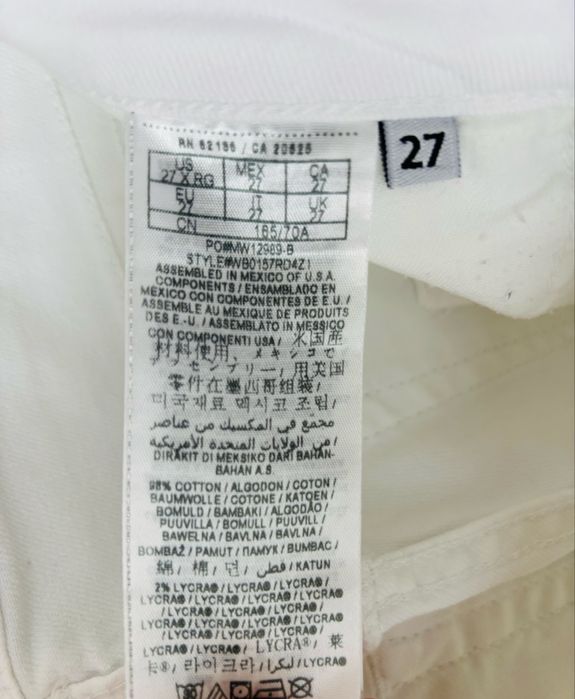 27
RN 62136 / CA 20625
US MEX CA
27 X RG 27 27
EU IT UK
27 27 27
CN 165/70A
PO#MW12989-B
STYLE#WB0157RD4Z1
ASSEMBLED IN MEXICO OF U.S.A.
COMPONENTS / ENSAMBLADO EN
MEXICO CON COMPONENTES DE E.U. /
ASSEMBLE AU MEXIQUE DE PRODUITS
DES E.-U. / ASSEMBLATO IN MESSICO
CON COMPONENTI USA / 米国産
材料使用、メキシコで
アッセンブリー / 用美国
零件在墨西哥组装 /
미국재료 멕시코 조립 /
مجمع في المكسيك من عناصر
من الولايات المتحدة الأمريكية /
DIRAKIT DI MEKSIKO DARI BAHAN-
BAHAN A.S.
98% COTTON / ALGODON / COTON /
BAUMWOLLE / COTONE / KATOEN /
BOMULD / BAMBAKI / ALGODÃO /
PUUVILLA / BOMULL / PUUVILL /
BAWEŁNA / BAVLNA / BAVLNA /
BOMBAŽ / PAMUT / ПАМУК / BUMBAC /
綿 / 棉 / 면 / قطن / KATUN
2% LYCRA® / LYCRA® / LYCRA® /
LYCRA® / LYCRA® / LYCRA® / LYCRA®
/ LYCRA® / LYCRA® / LYCRA® /
LYCRA® / LYCRA® / LYCRA® / LYCRA®
/ LYCRA® / LYCRA® / LYCRA® /
LYCRA® / LYCRA® / LYCRA®, / 莱
卡® / 라이크라 / ليكرا / LYCRA®